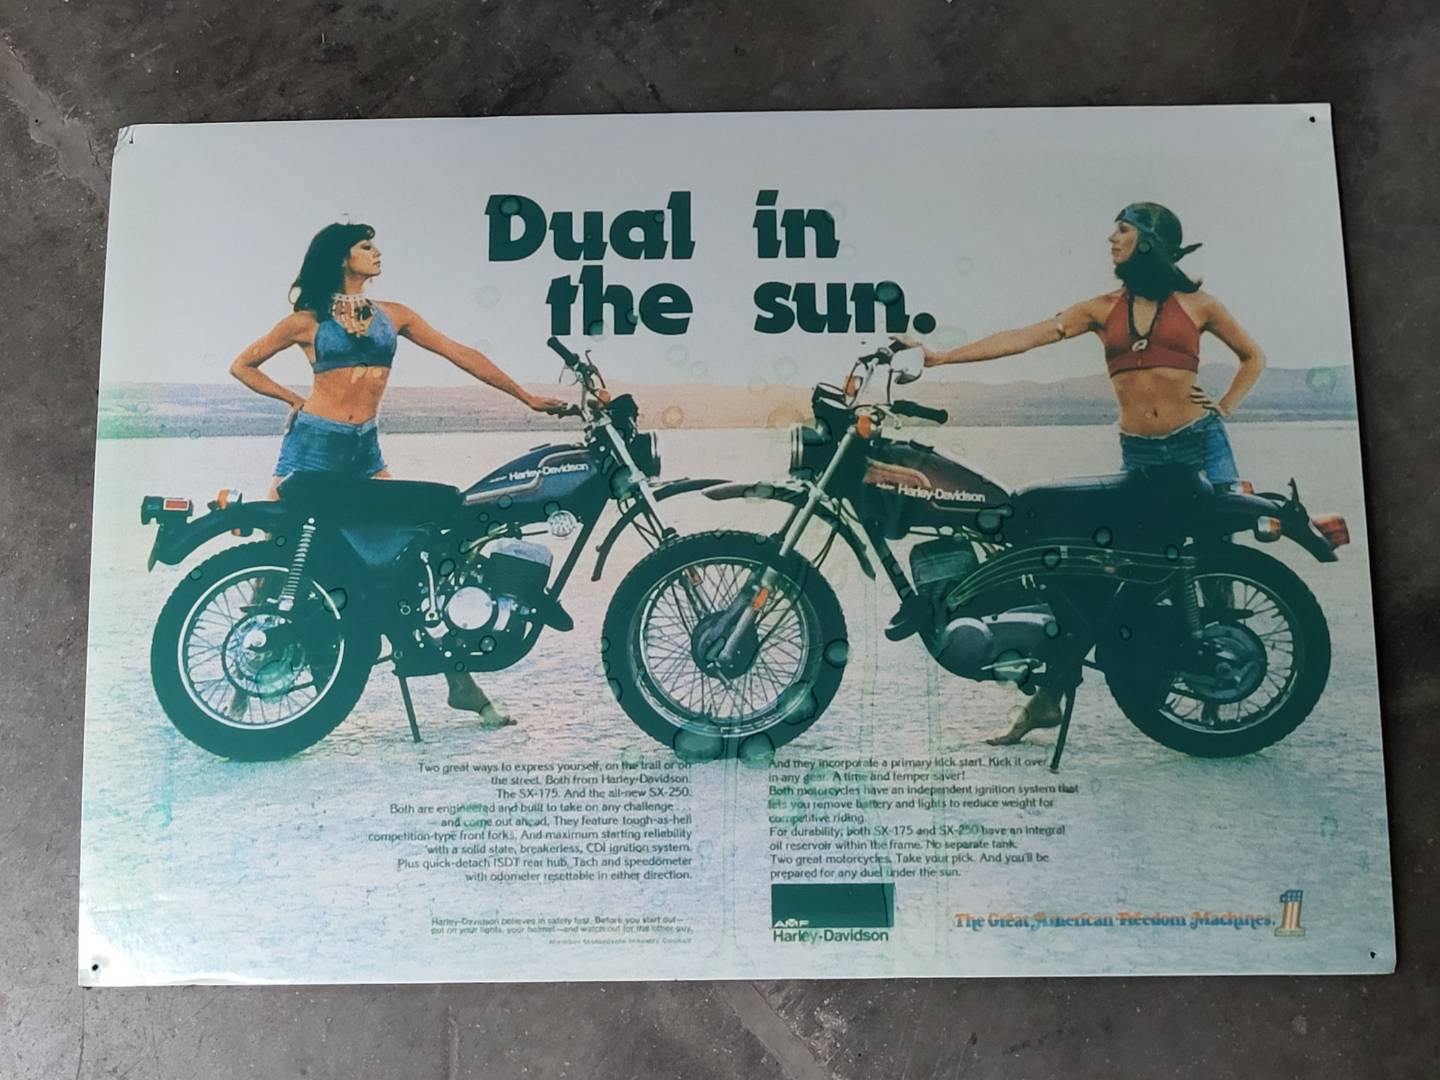 Dual in
the sun.
Harley-Davidson
Harley-Davidson
Two great ways to express yourself, on the trail or on
the street. Both from Harley-Davidson.
The SX-175. And the all-new SX-250.
Both are engineered and built to take on any challenge . . .
and come out ahead. They feature tough-as-hell
competition-type front forks. And maximum starting reliability
with a solid state, breakerless, CDI ignition system.
Plus quick-detach ISDT rear hub. Tach and speedometer
with odometer resettable in either direction.
And they incorporate a primary kick start. Kick it over
in any gear. A time and temper saver!
Both motorcycles have an independent ignition system that
lets you remove battery and lights to reduce weight for
competitive riding.
For durability, both SX-175 and SX-250 have an integral
oil reservoir within the frame. No separate tank.
Two great motorcycles. Take your pick. And you'll be
prepared for any duel under the sun.
Harley-Davidson believes in safety first. Before you start out—
put on your lights, your helmet—and watch out for the other guy.
Member Motorcycle Industry Council
AMF
Harley-Davidson
The Great American Freedom Machines.
1